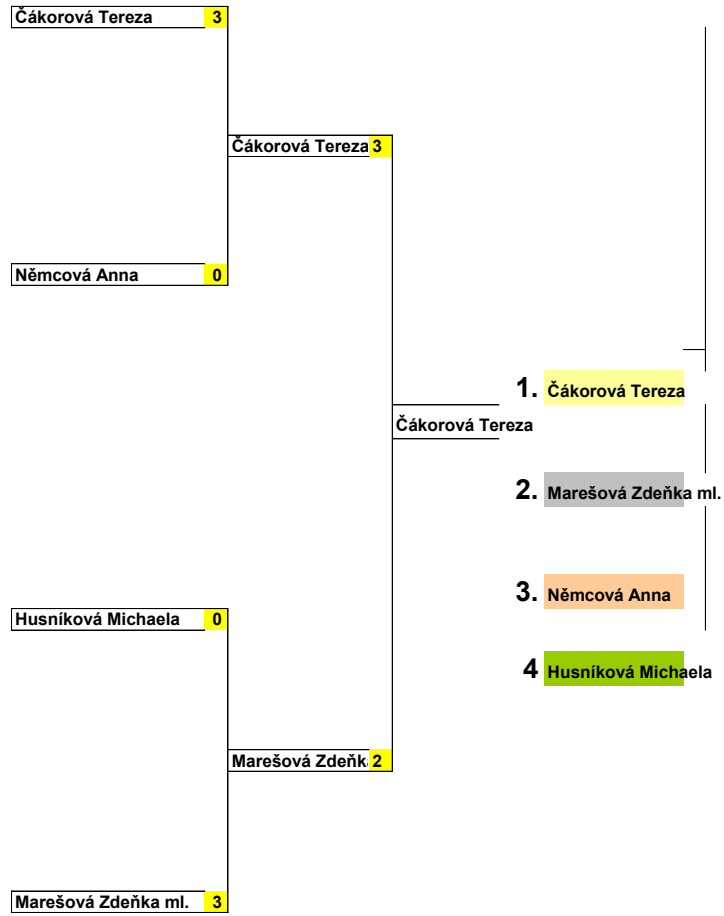 Čákorová Tereza 3
Čákorová Tereza 3
Němcová Anna 0
1. Čákorová Tereza
Čákorová Tereza
2. Marešová Zdeňka ml.
3. Němcová Anna
Husníková Michaela 0
4 Husníková Michaela
Marešová Zdeňk 2
Marešová Zdeňka ml. 3